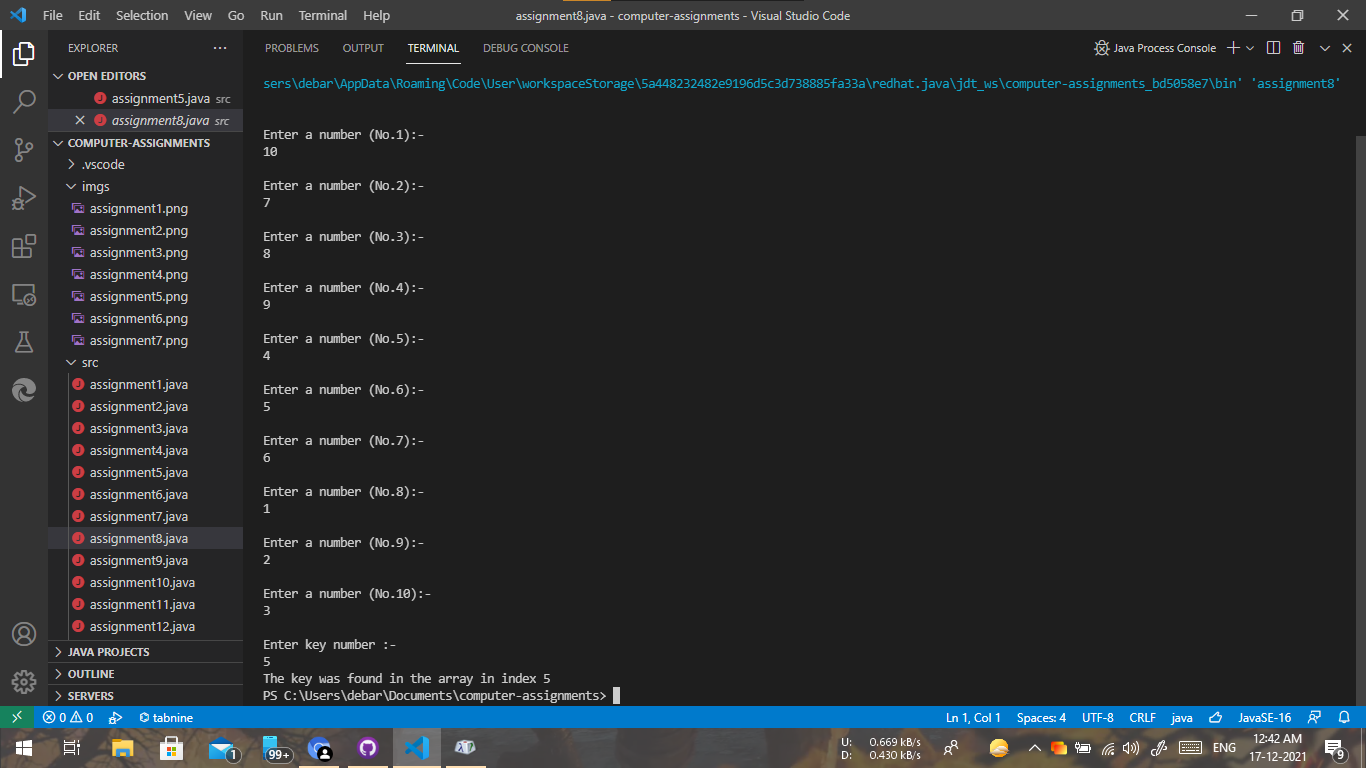 File Edit Selection View Go Run Terminal Help
assignment8.java - computer-assignments - Visual Studio Code
EXPLORER
OPEN EDITORS
assignment5.java src
assignment8.java src
COMPUTER-ASSIGNMENTS
.vscode
imgs
assignment1.png
assignment2.png
assignment3.png
assignment4.png
assignment5.png
assignment6.png
assignment7.png
src
assignment1.java
assignment2.java
assignment3.java
assignment4.java
assignment5.java
assignment6.java
assignment7.java
assignment8.java
assignment9.java
assignment10.java
assignment11.java
assignment12.java
JAVA PROJECTS
OUTLINE
SERVERS
PROBLEMS OUTPUT TERMINAL DEBUG CONSOLE
Java Process Console
sers\debar\AppData\Roaming\Code\User\workspaceStorage\5a448232482e9196d5c3d738885fa33a\redhat.java\jdt_ws\computer-assignments_bd5058e7\bin' 'assignment8'
Enter a number (No.1):-
10
Enter a number (No.2):-
7
Enter a number (No.3):-
8
Enter a number (No.4):-
9
Enter a number (No.5):-
4
Enter a number (No.6):-
5
Enter a number (No.7):-
6
Enter a number (No.8):-
1
Enter a number (No.9):-
2
Enter a number (No.10):-
3
Enter key number :-
5
The key was found in the array in index 5
PS C:\Users\debar\Documents\computer-assignments>
0 0 tabnine
Ln 1, Col 1 Spaces: 4 UTF-8 CRLF java JavaSE-16
1
99+
U: 0.669 kB/s
D: 0.430 kB/s
ENG
12:42 AM
17-12-2021
9